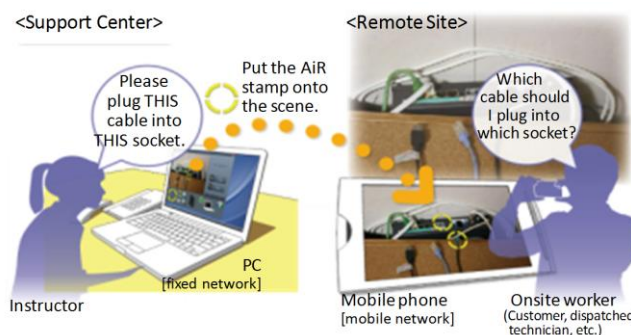 <Support Center>
Please
plug THIS
cable into
THIS socket.
Put the AiR
stamp onto
the scene.
PC
[fixed network]
Instructor
<Remote Site>
Which
cable should
I plug into
which socket?
Mobile phone
[mobile network]
Onsite worker
(Customer, dispatched
technician, etc.)